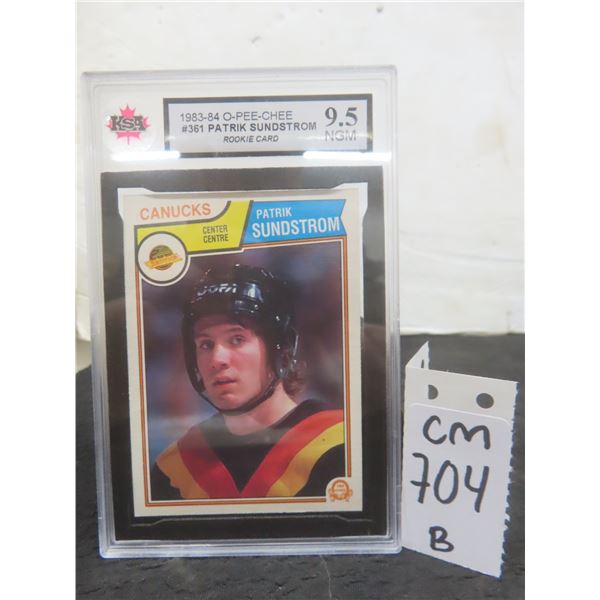 KSA
1983-84 O-PEE-CHEE
#361 PATRIK SUNDSTROM
ROOKIE CARD
9.5
NGM
CANUCKS
CENTER
CENTRE
PATRIK
SUNDSTROM
JOFA
CM
704
B